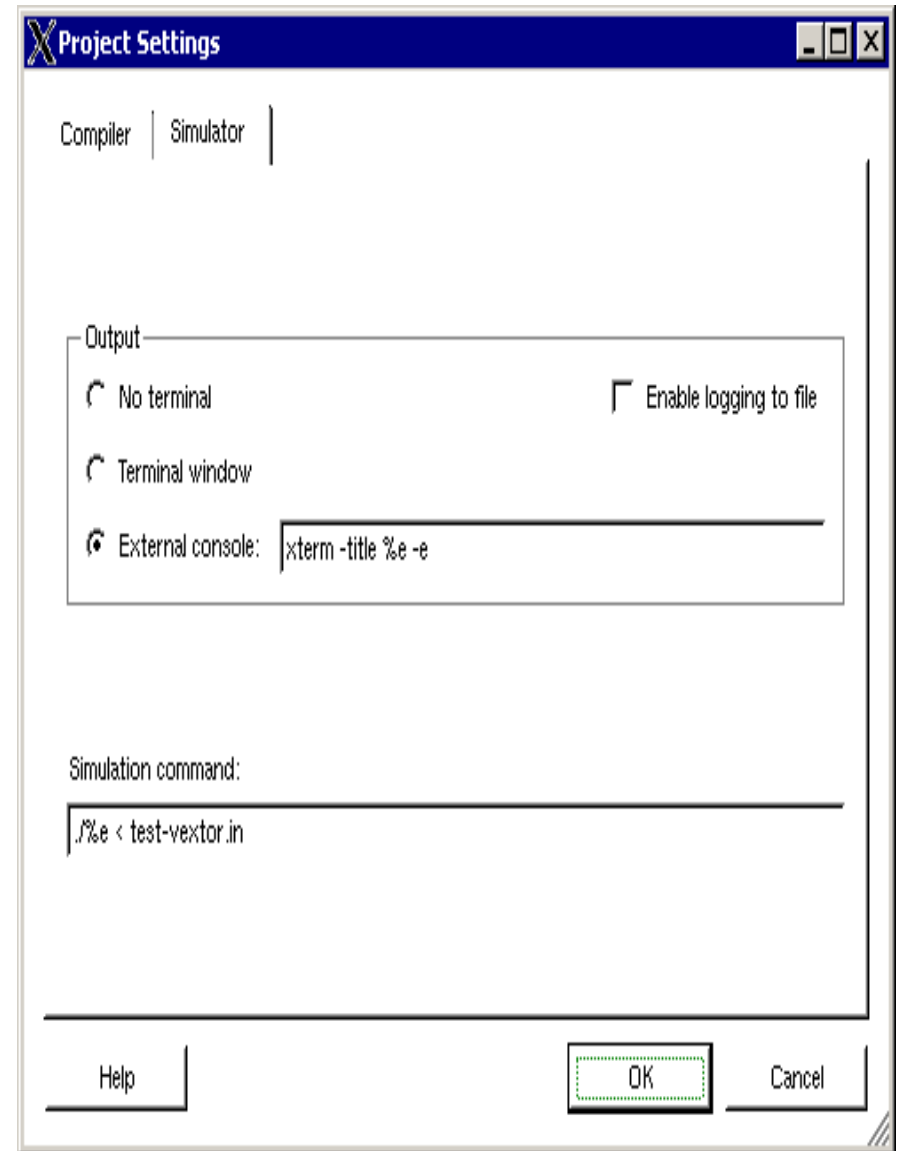 Project Settings
Compiler
Simulator
Output
No terminal
Enable logging to file
Terminal window
External console:
xterm -title %e -e
Simulation command:
./%e < test-vextor.in
Help
OK
Cancel